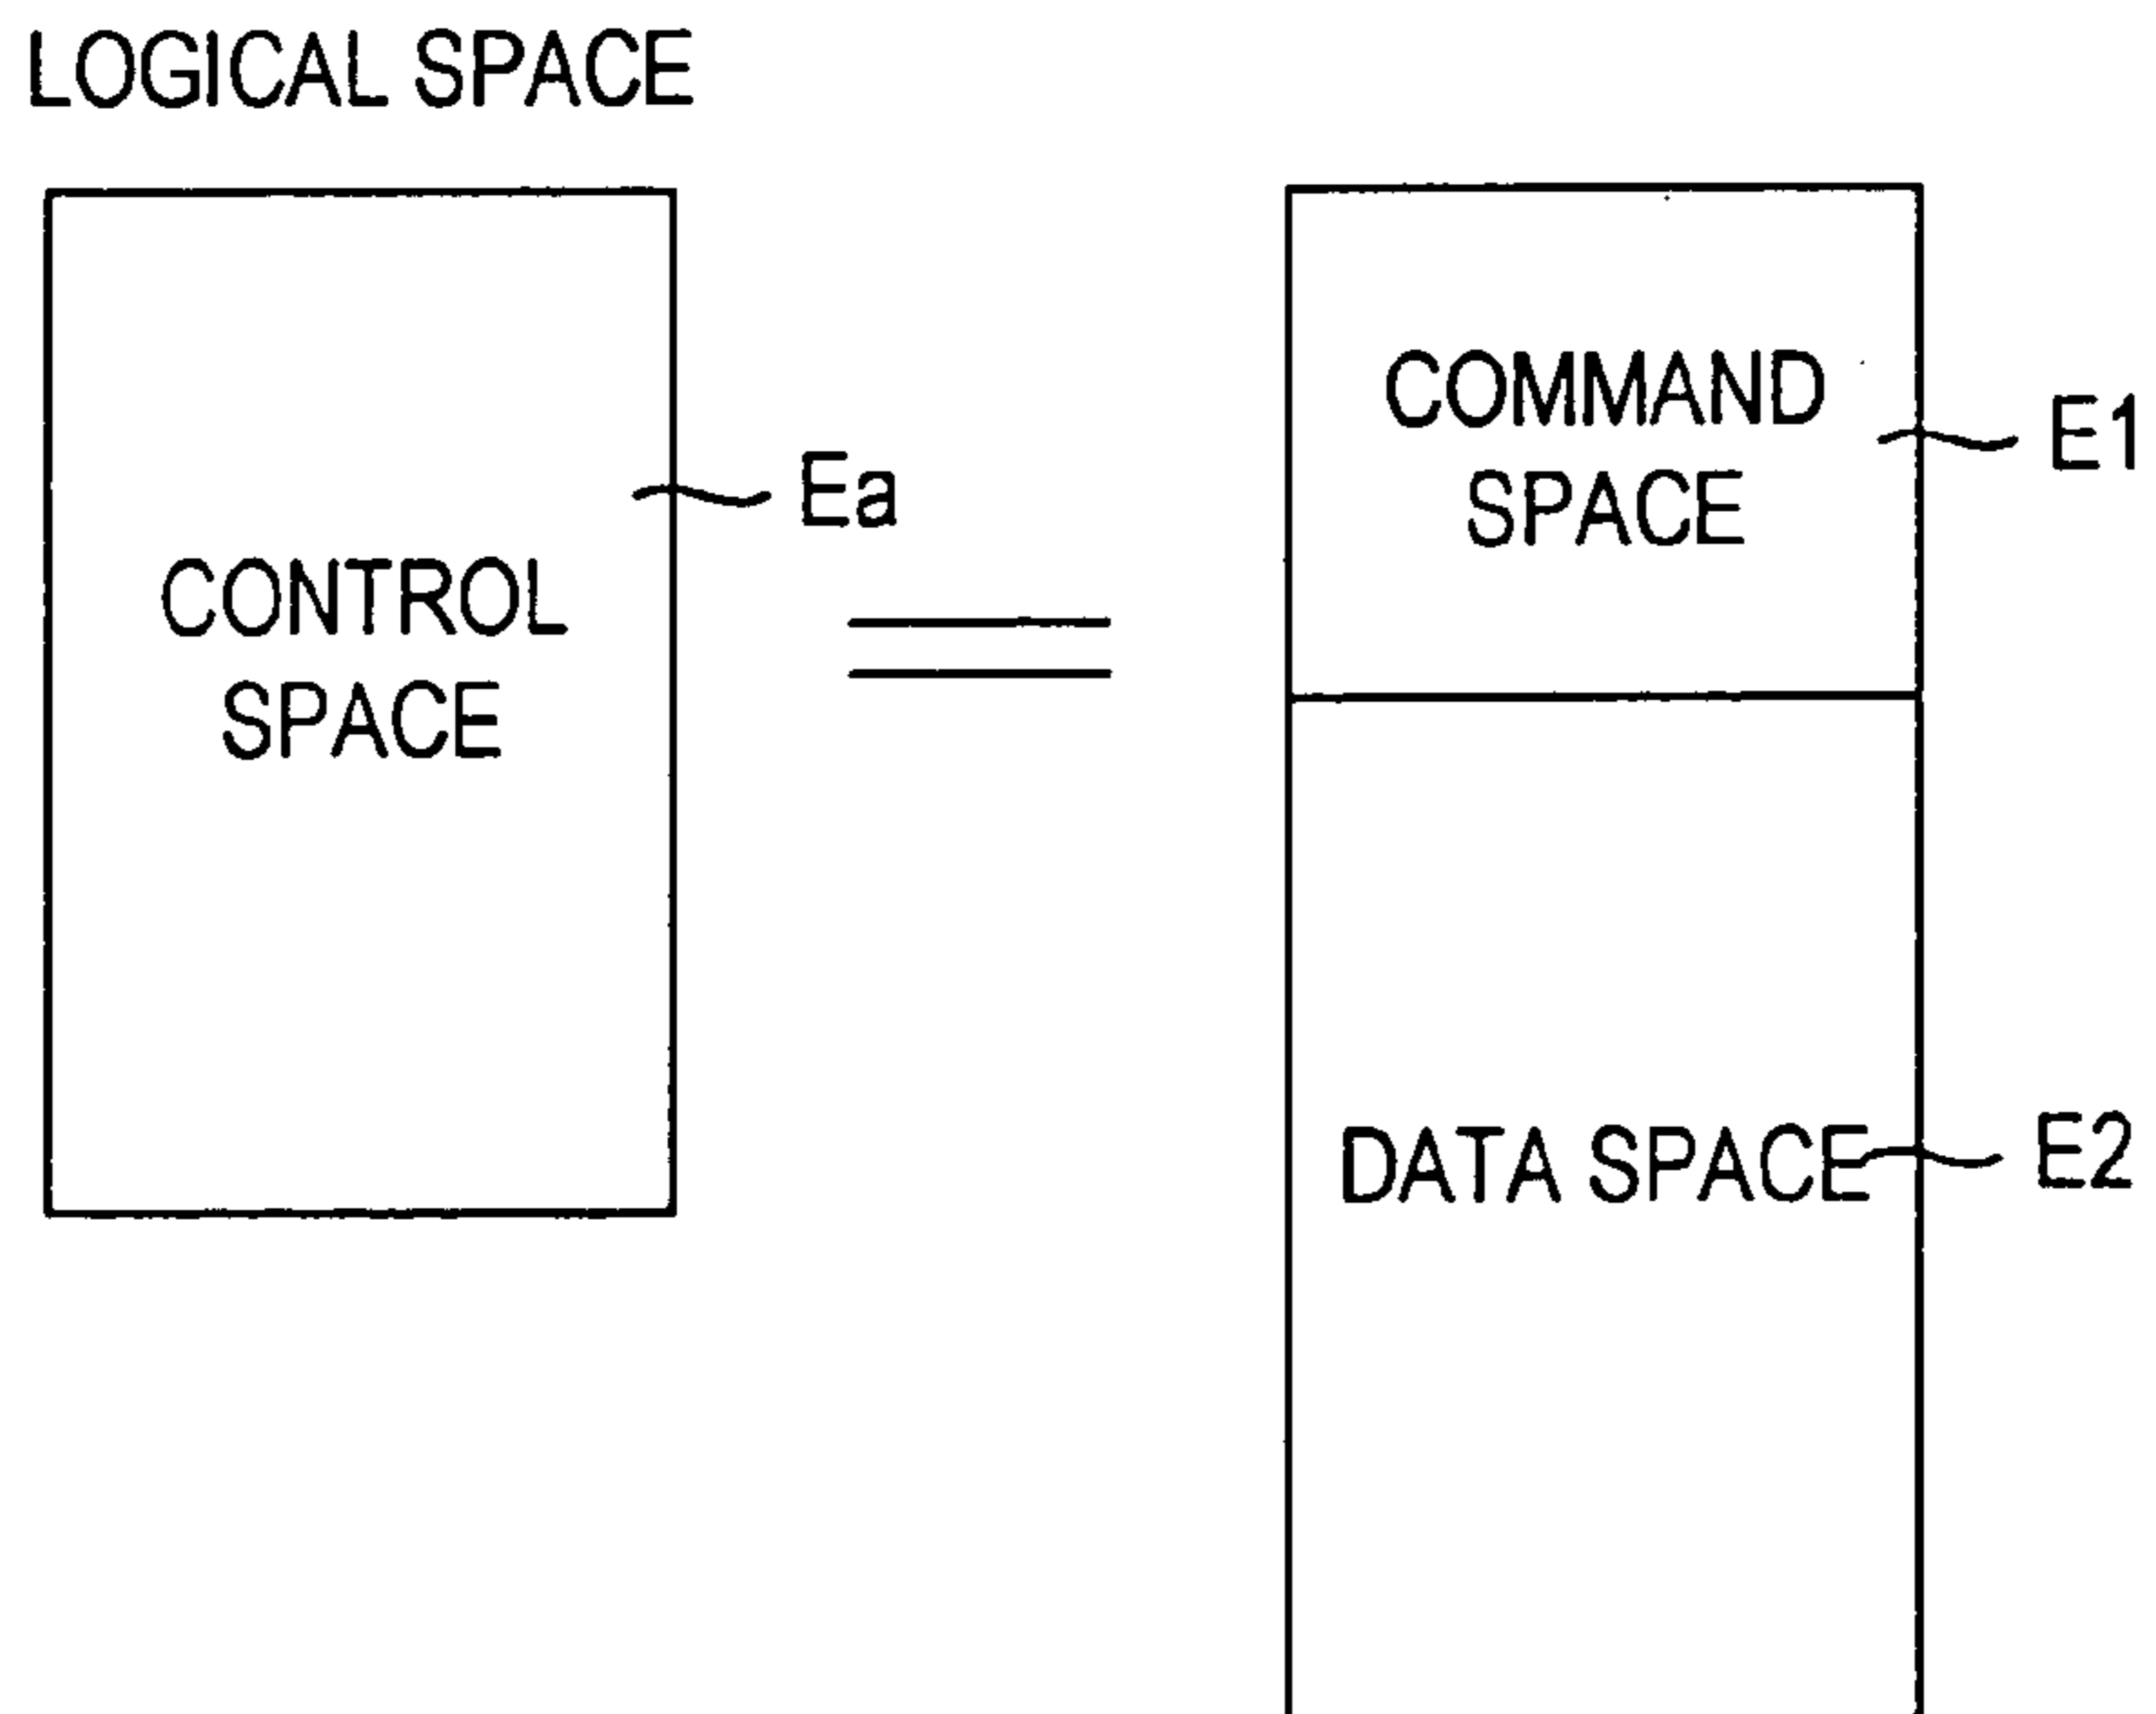 LOGICAL SPACE
CONTROL
SPACE
Ea
COMMAND
SPACE
E1
DATA SPACE
E2